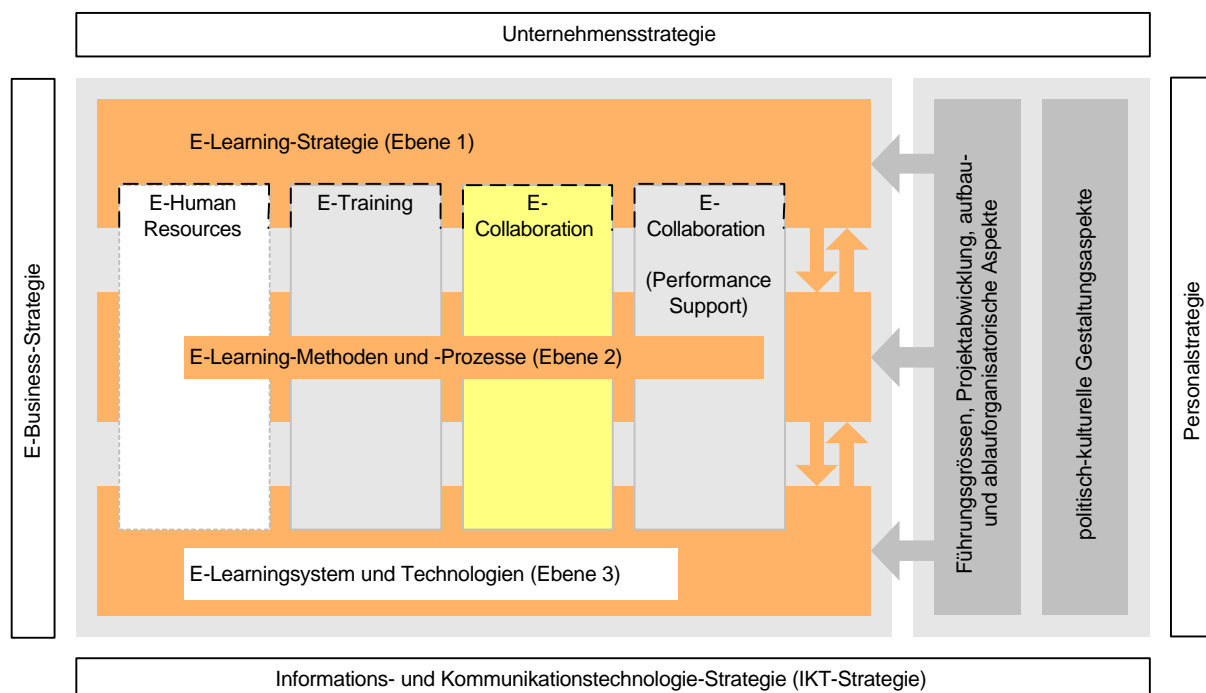 Unternehmensstrategie
E-Business-Strategie
E-Learning-Strategie (Ebene 1)
E-Human
Resources
E-Training
E-
Collaboration
E-
Collaboration
(Performance
Support)
E-Learning-Methoden und -Prozesse (Ebene 2)
E-Learningsystem und Technologien (Ebene 3)
Führungsgrössen, Projektabwicklung, aufbau-
und ablauforganisatorische Aspekte
politisch-kulturelle Gestaltungsaspekte
Personalstrategie
Informations- und Kommunikationstechnologie-Strategie (IKT-Strategie)